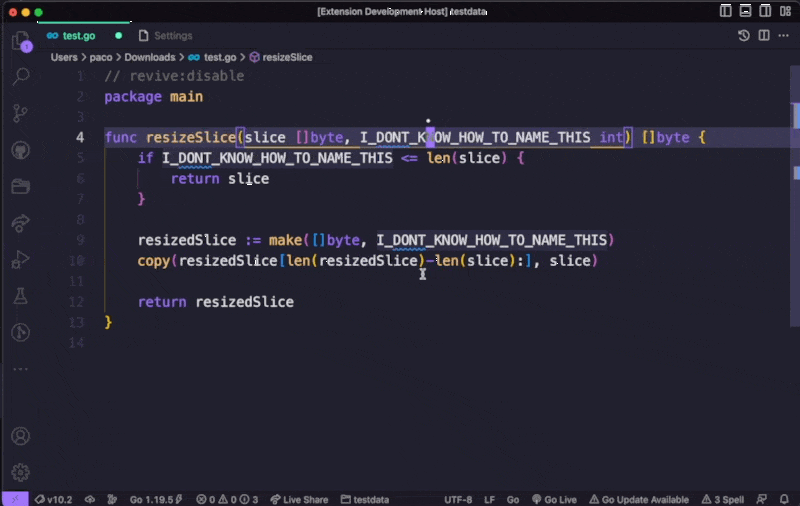 [Extension Development Host] testdata
test.go
Settings
Users > paco > Downloads > test.go > resizeSlice
1 // revive:disable
2 package main
3
4 func resizeSlice(slice []byte, I_DONT_KNOW_HOW_TO_NAME_THIS int) []byte {
5 if I_DONT_KNOW_HOW_TO_NAME_THIS <= len(slice) {
6 return slice
7 }
8
9 resizedSlice := make([]byte, I_DONT_KNOW_HOW_TO_NAME_THIS)
10 copy(resizedSlice[len(resizedSlice)-len(slice):], slice)
11
12 return resizedSlice
13 }
14
1
v10.2 Go 1.19.5 0 0 3 Live Share testdata UTF-8 LF Go Go Live Go Update Available 3 Spell